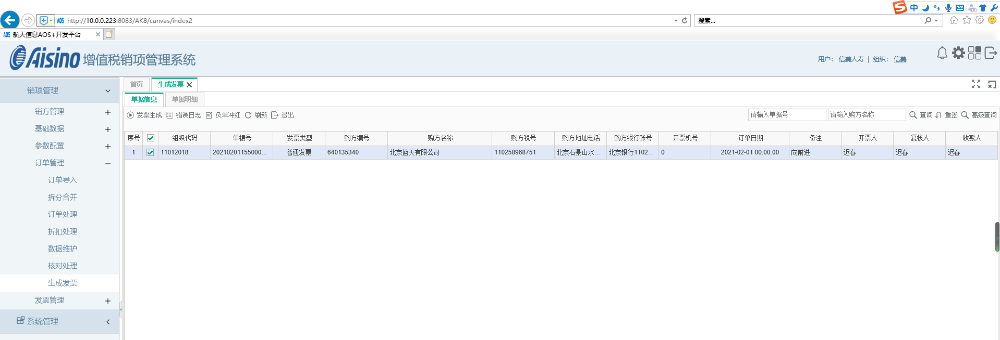 中
http://10.0.0.223:8083/AK8/canvas/index2
搜索...
AOS 航天信息AOS+开发平台
Aisino 增值税销项管理系统
用户： 信美人寿 | 组织： 信美
销项管理
销方管理
基础数据
参数配置
订单管理
订单导入
拆分合并
订单处理
折扣处理
数据维护
核对处理
生成发票
发票管理
系统管理
首页 生成发票
单据信息 单据明细
发票生成 错误日志 负单冲红 刷新 退出 请输入单据号 请输入购方名称 查询 重置 高级查询
序号 组织代码 单据号 发票类型 购方编号 购方名称 购方税号 购方地址电话 购方银行账号 开票机号 订单日期 备注 开票人 复核人 收款人
1 11012018 20210201155000... 普通发票 640135340 北京蓝天有限公司 110258968751 北京石景山水... 北京银行1102... 0 2021-02-01 00:00:00 向前进 迟春 迟春 迟春